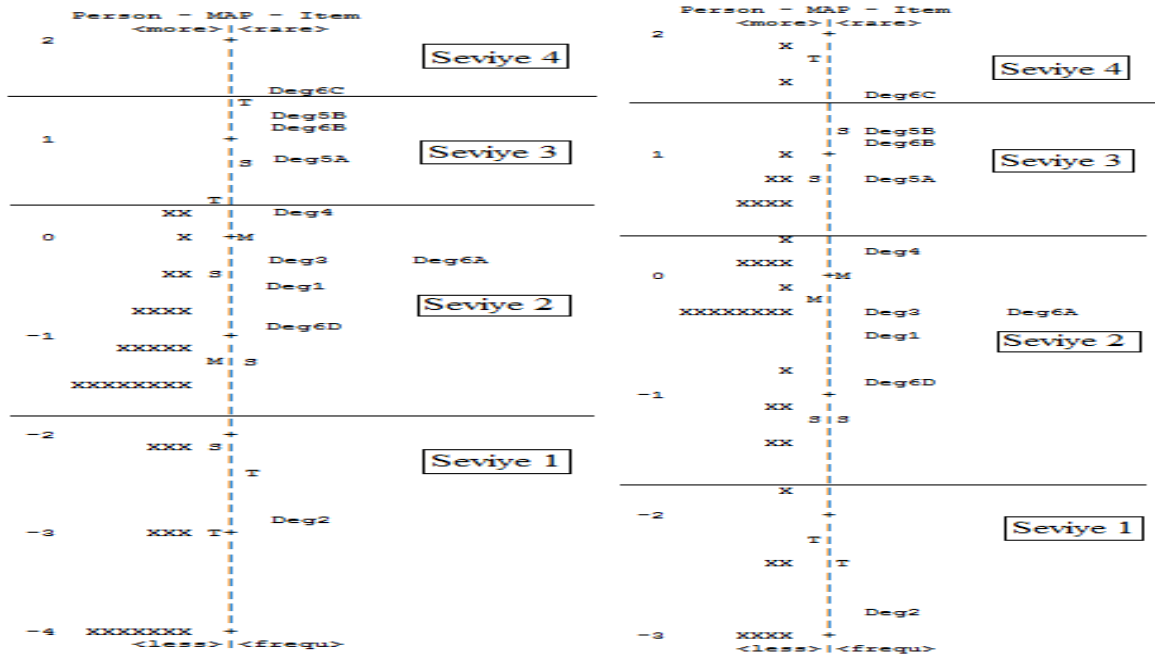 Person - MAP - Item
<more>|<rare>
2 +
Seviye 4
Deg6C
T
Deg5B
Deg6B
1 +
Seviye 3
S Deg5A
T
XX Deg4
0 X +M
Deg3 Deg6A
XX S
Deg1
Seviye 2
XXXX
Deg6D
-1 +
XXXXX
M| S
XXXXXXXX
-2 +
XXX S
Seviye 1
T
Deg2
-3 XXX T+
-4 XXXXXXX +
<less>|<frequ>
Person - MAP - Item
<more>|<rare>
2 +
X
T
Seviye 4
X
Deg6C
S Deg5B
Deg6B
1 X +
Seviye 3
XX S Deg5A
XXXX
X
Deg4
XXXX
0 +M
X
M
XXXXXXXX Deg3 Deg6A
Deg1
Seviye 2
X
Deg6D
-1 +
XX
S|S
XX
X
-2 +
Seviye 1
T
XX T
Deg2
-3 XXXX +
<less>|<frequ>